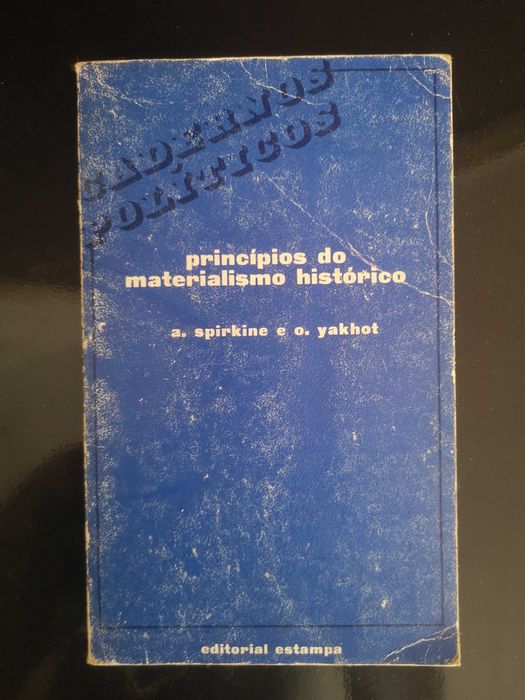 CADERNOS
POLÍTICOS
princípios do
materialismo histórico
a. spirkine e o. yakhot
editorial estampa